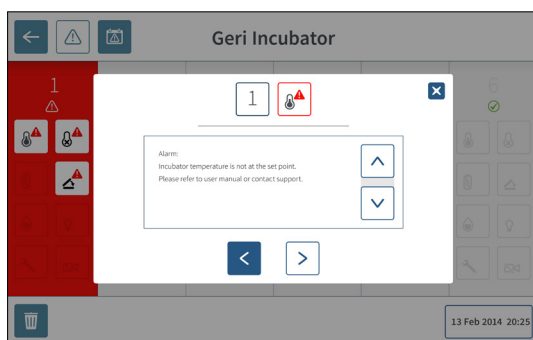 Geri Incubator
1
6
1
Alarm:
Incubator temperature is not at the set point.
Please refer to user manual or contact support.
13 Feb 2014 20:25